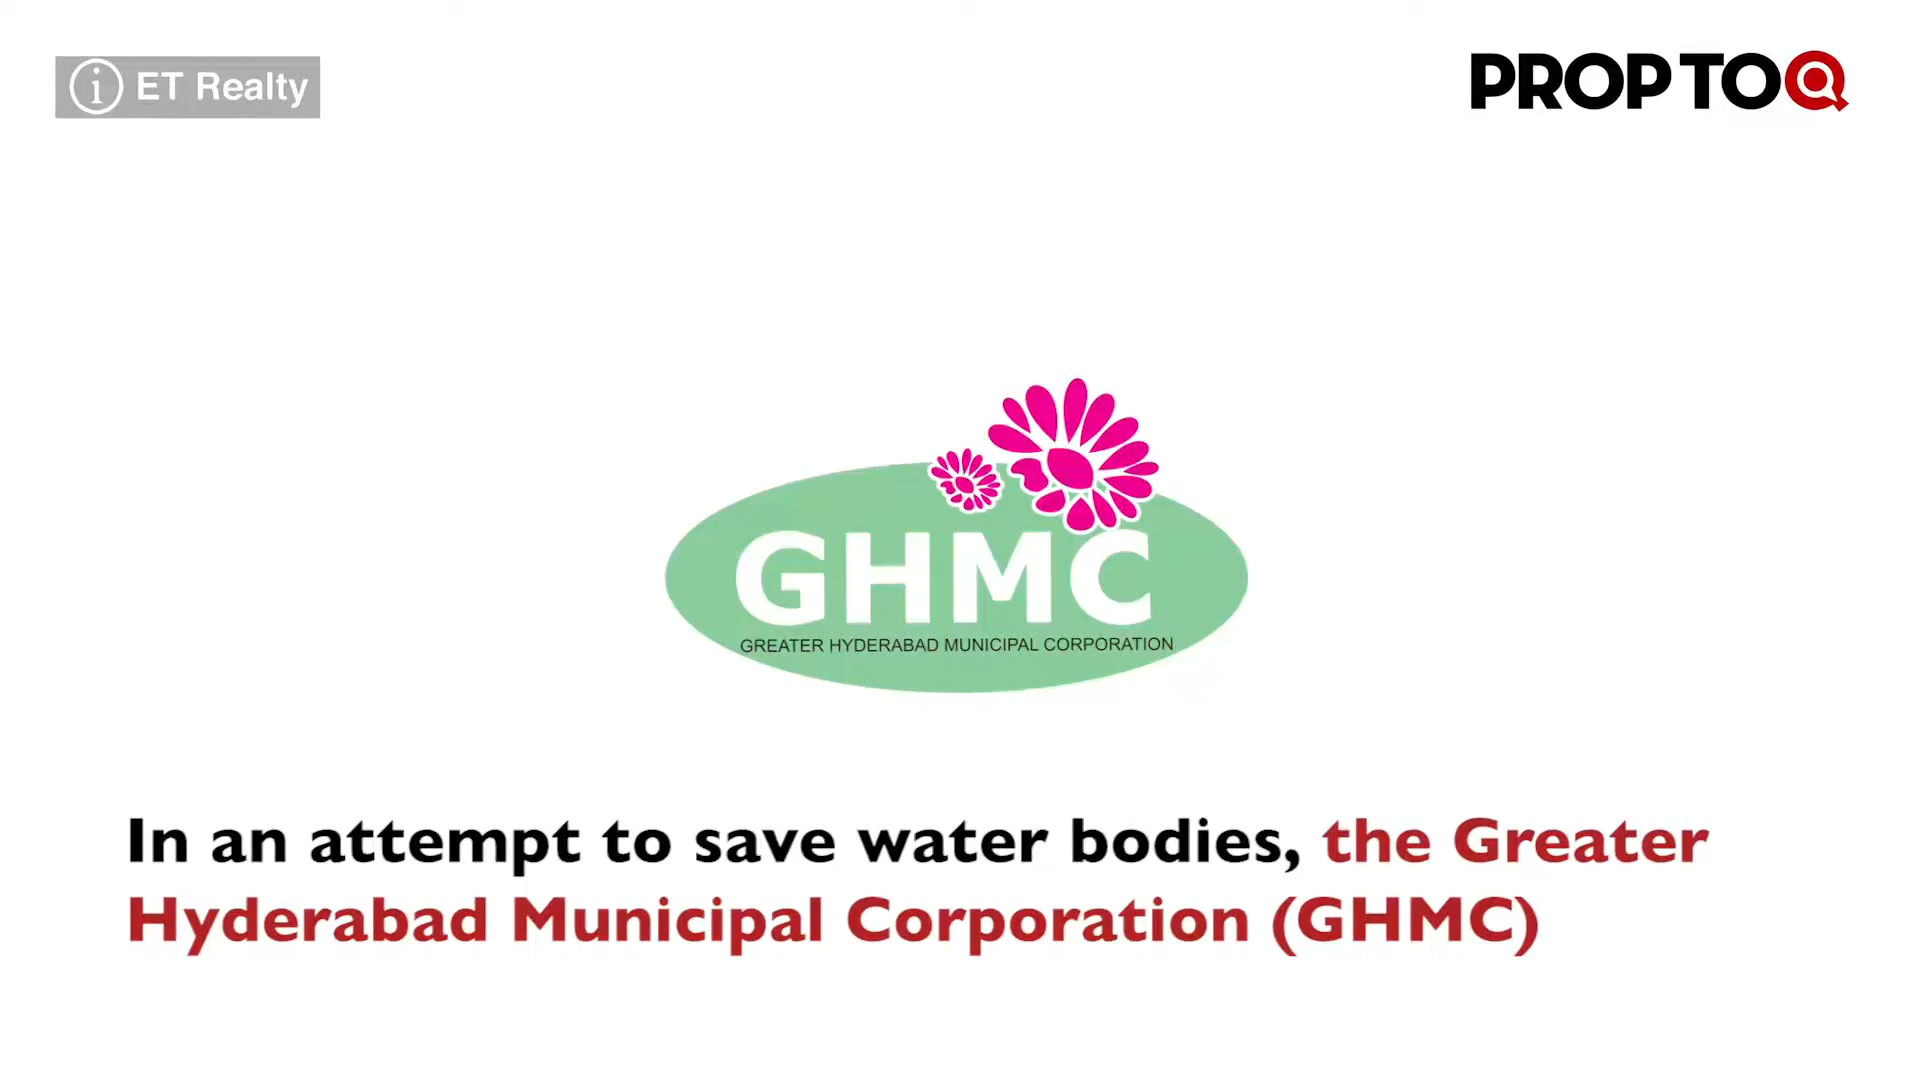 ET Realty
PROPTOQ
GHMC
GREATER HYDERABAD MUNICIPAL CORPORATION
In an attempt to save water bodies, the Greater
Hyderabad Municipal Corporation (GHMC)